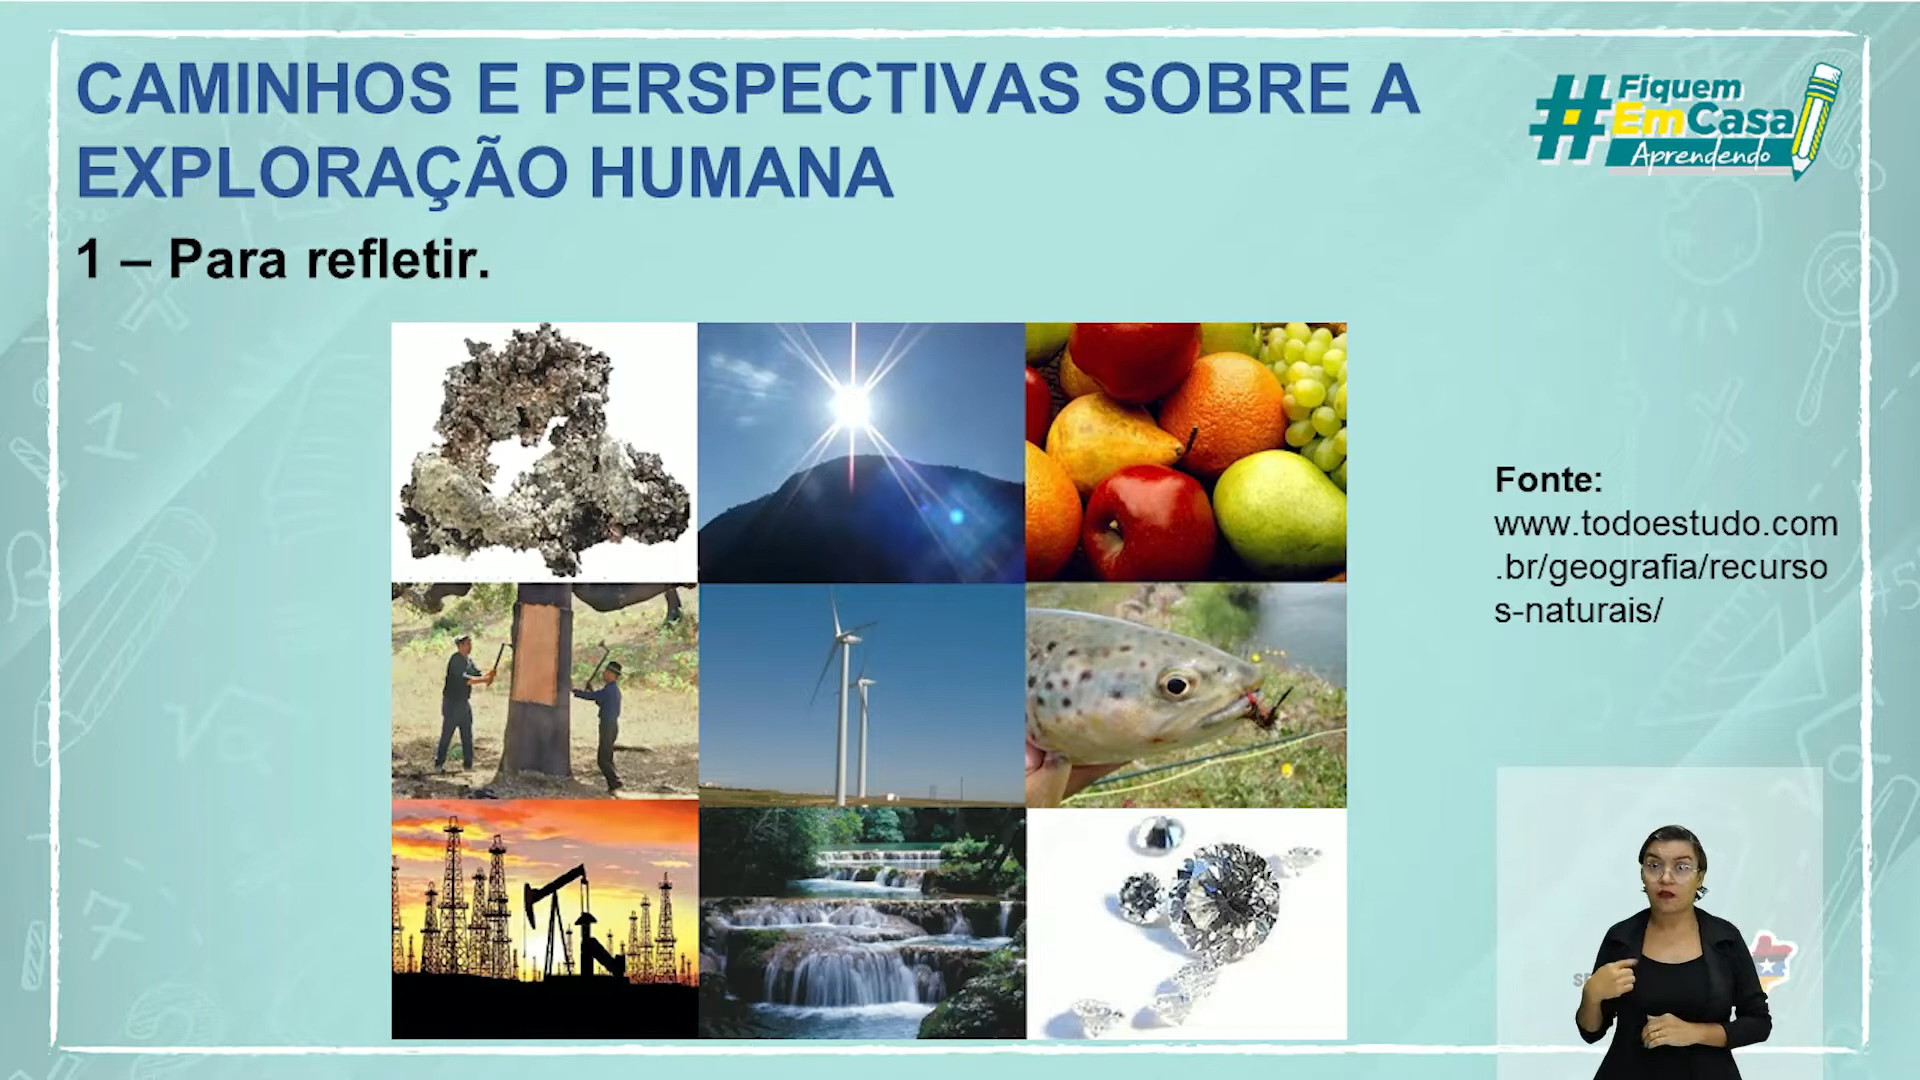 CAMINHOS E PERSPECTIVAS SOBRE A
EXPLORAÇÃO HUMANA
#Fiquem
EmCasa
Aprendendo
1 – Para refletir.
Fonte:
www.todoestudo.com
.br/geografia/recurso
s-naturais/